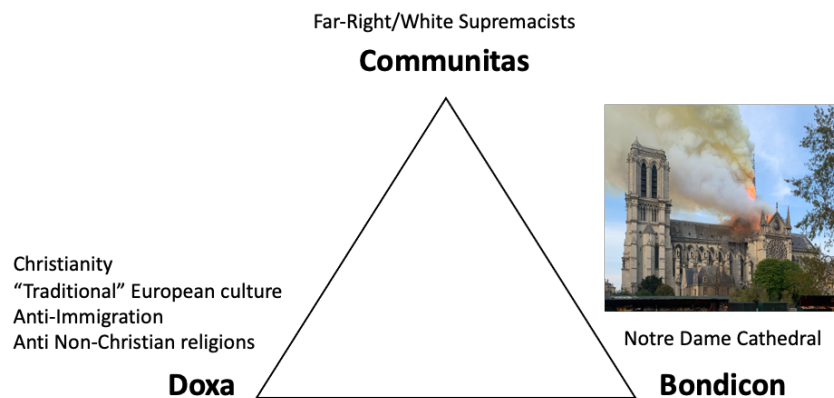 Far-Right/White Supremacists
Communitas
Christianity
“Traditional” European culture
Anti-Immigration
Anti Non-Christian religions
Doxa
Notre Dame Cathedral
Bondicon